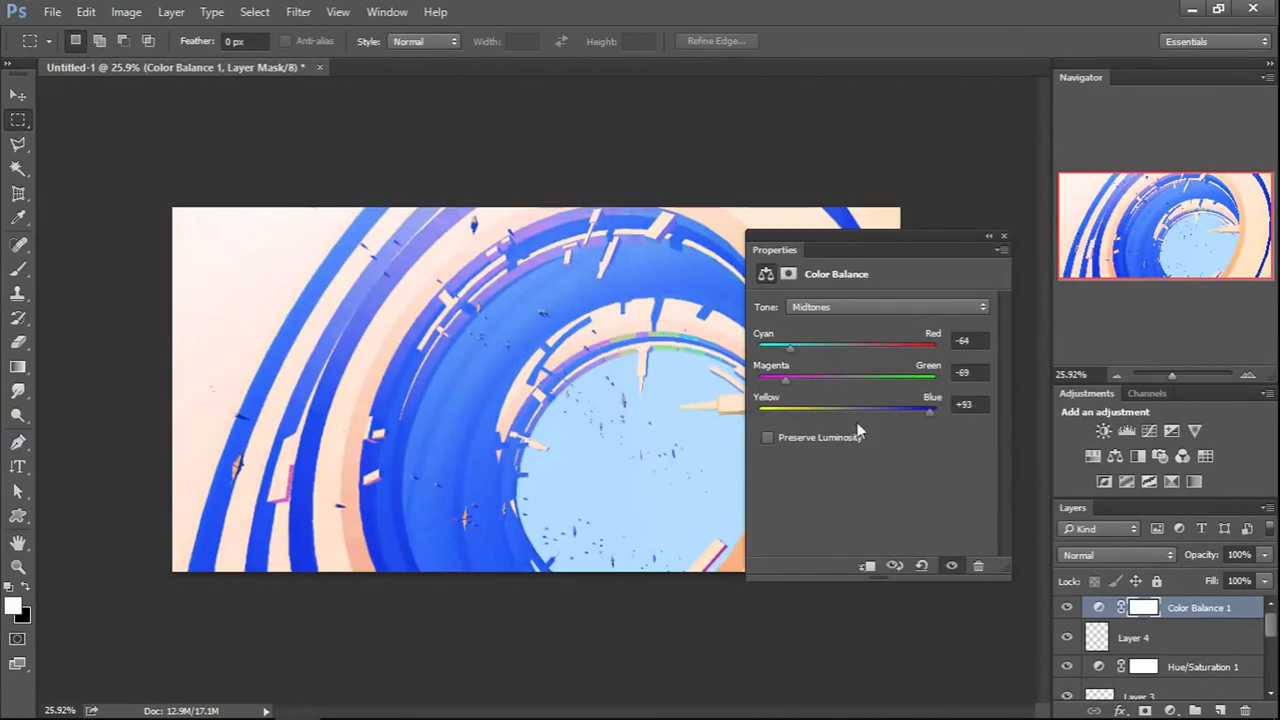 Ps File Edit Image Layer Type Select Filter View Window Help
Feather: 0 px Anti-alias Style: Normal Width: Height: Refine Edge... Essentials
Untitled-1 @ 25.9% (Color Balance 1, Layer Mask/8) * ×
Navigator
Properties
Color Balance
Tone: Midtones
Cyan Red -64
Magenta Green -69
Yellow Blue +93
Preserve Luminosity
25.92%
Adjustments Channels
Add an adjustment
Layers
Kind T
Normal Opacity: 100%
Lock: Fill: 100%
Color Balance 1
Layer 4
Hue/Saturation 1
Layer 3
fx
25.92% Doc: 12.9M/17.1M